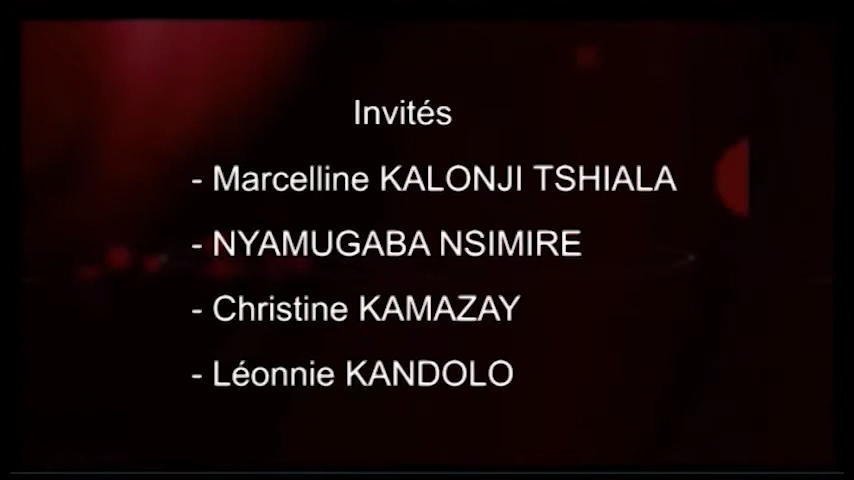 Invités
- Marcelline KALONJI TSHIALA
- NYAMUGABA NSIMIRE
- Christine KAMAZAY
- Léonnie KANDOLO